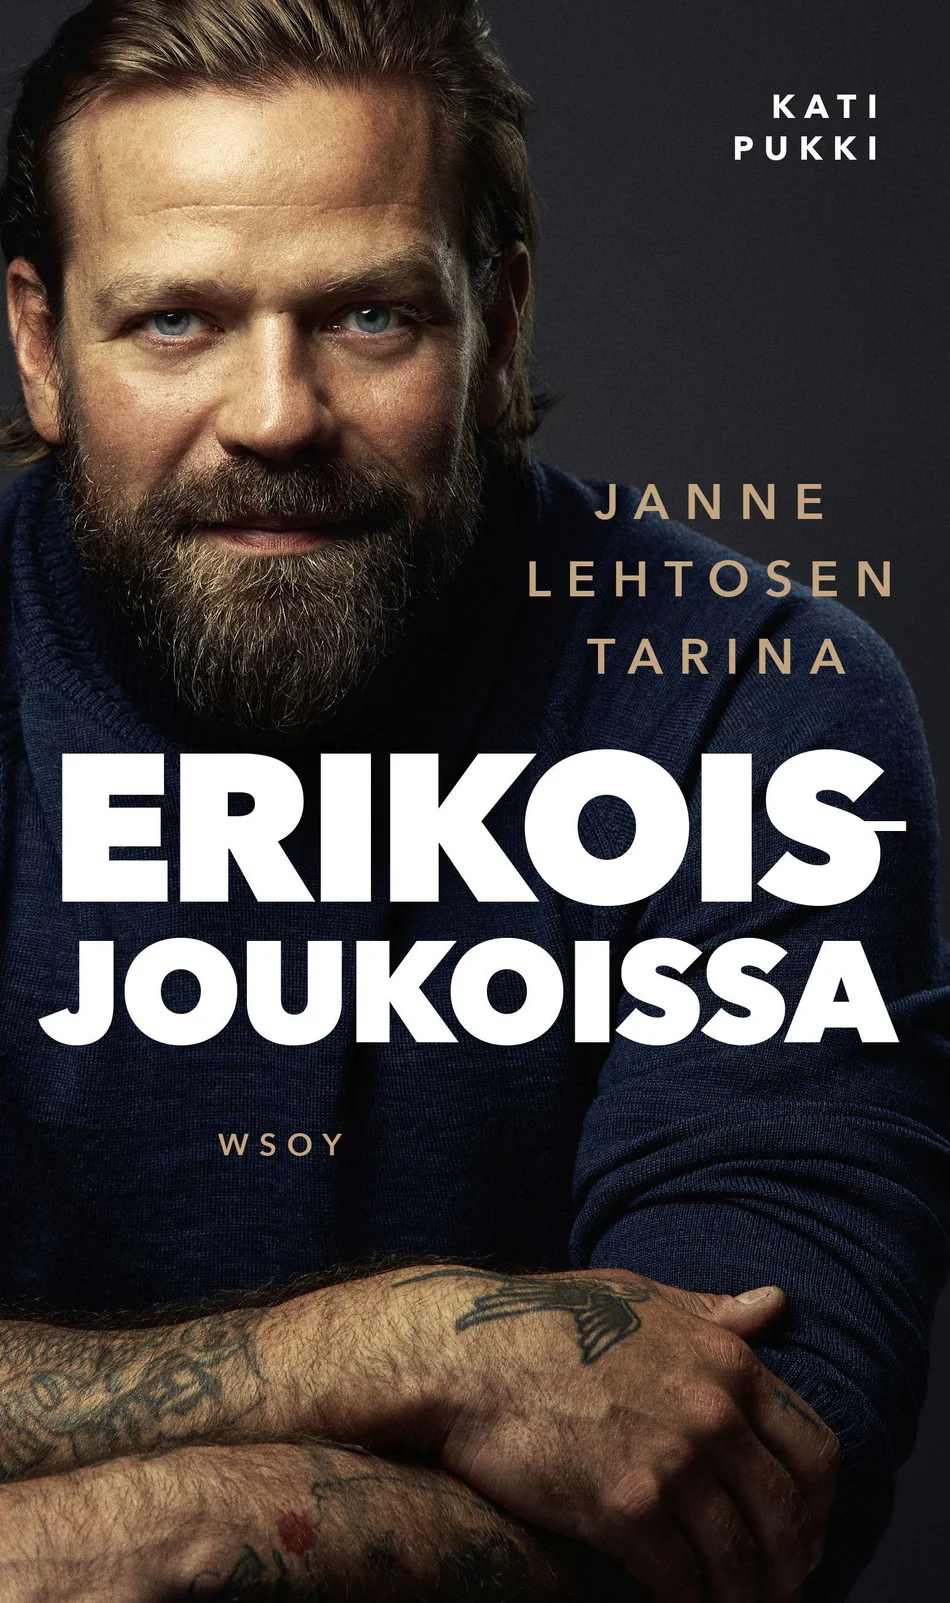 KATI
PUKKI
JANNE
LEHTOSEN
TARINA
ERIKOIS-
JOUKOISSA
WSOY